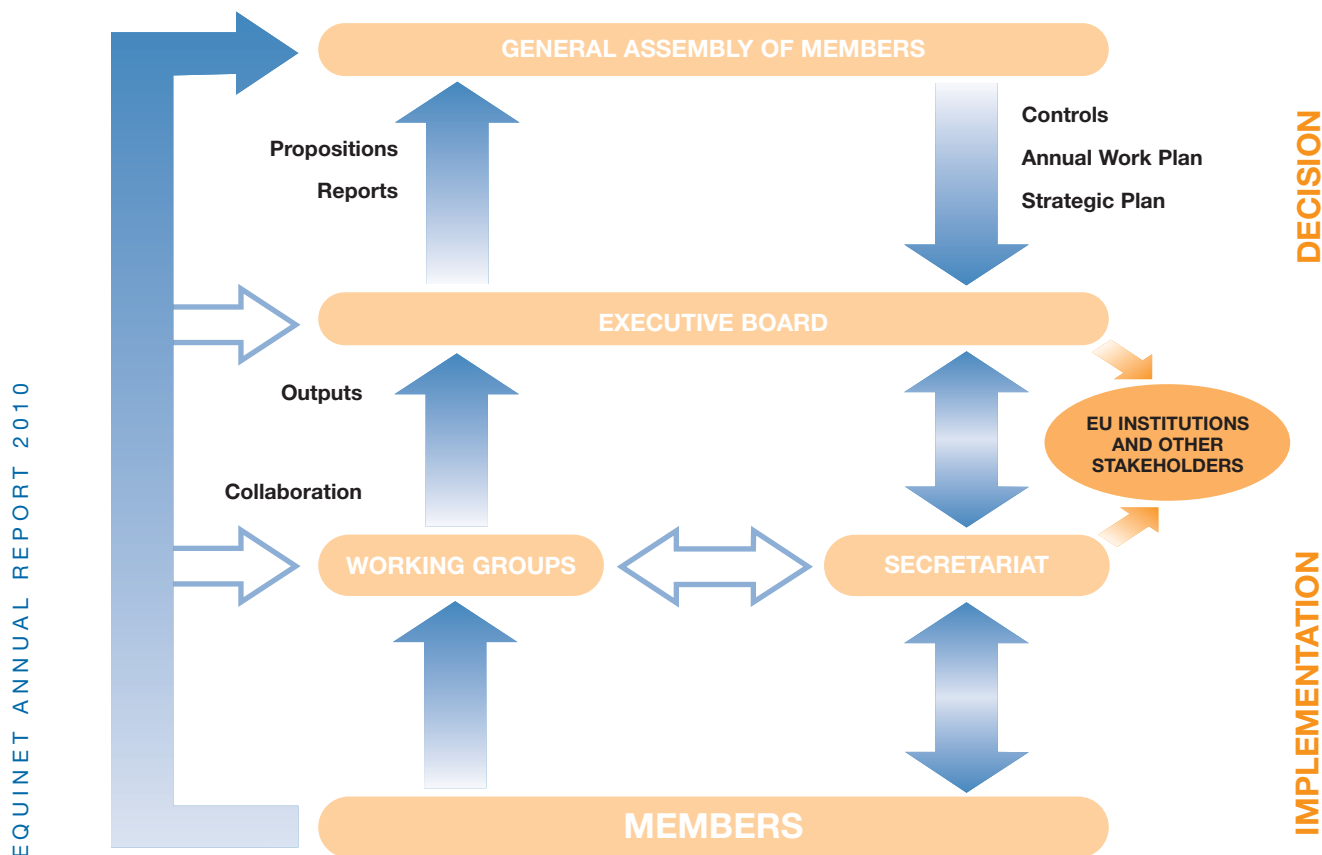 GENERAL ASSEMBLY OF MEMBERS
Propositions
Reports
Controls
Annual Work Plan
Strategic Plan
DECISION
EXECUTIVE BOARD
Outputs
Collaboration
EU INSTITUTIONS
AND OTHER
STAKEHOLDERS
WORKING GROUPS
SECRETARIAT
IMPLEMENTATION
MEMBERS
EQUINET ANNUAL REPORT 2010